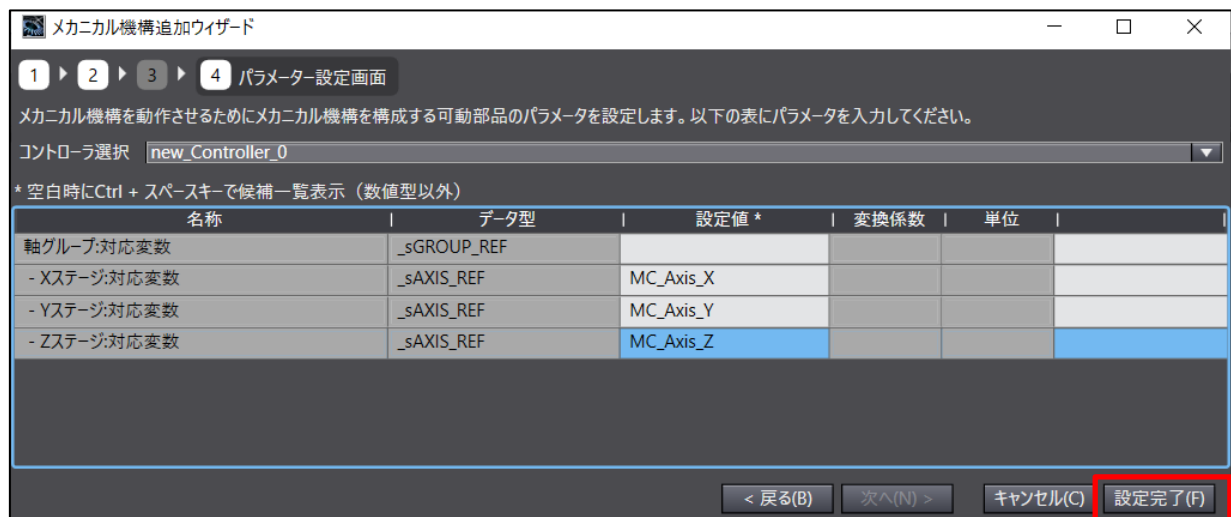 メカニカル機構追加ウィザード
1 2 3 4 パラメーター設定画面
メカニカル機構を動作させるためにメカニカル機構を構成する可動部品のパラメータを設定します。以下の表にパラメータを入力してください。
コントローラ選択 new_Controller_0
* 空白時にCtrl + スペースキーで候補一覧表示（数値型以外）
名称 データ型 設定値 * 変換係数 単位
軸グループ:対応変数 _sGROUP_REF
- Xステージ:対応変数 _sAXIS_REF MC_Axis_X
- Yステージ:対応変数 _sAXIS_REF MC_Axis_Y
- Zステージ:対応変数 _sAXIS_REF MC_Axis_Z
< 戻る(B) 次へ(N) > キャンセル(C) 設定完了(F)